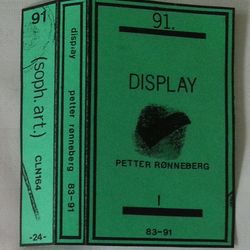 91
(soph. art.)
CLN164
-24-
display petter rønneberg 83-91
91.
DISPLAY
PETTER RØNNEBERG
I
83-91